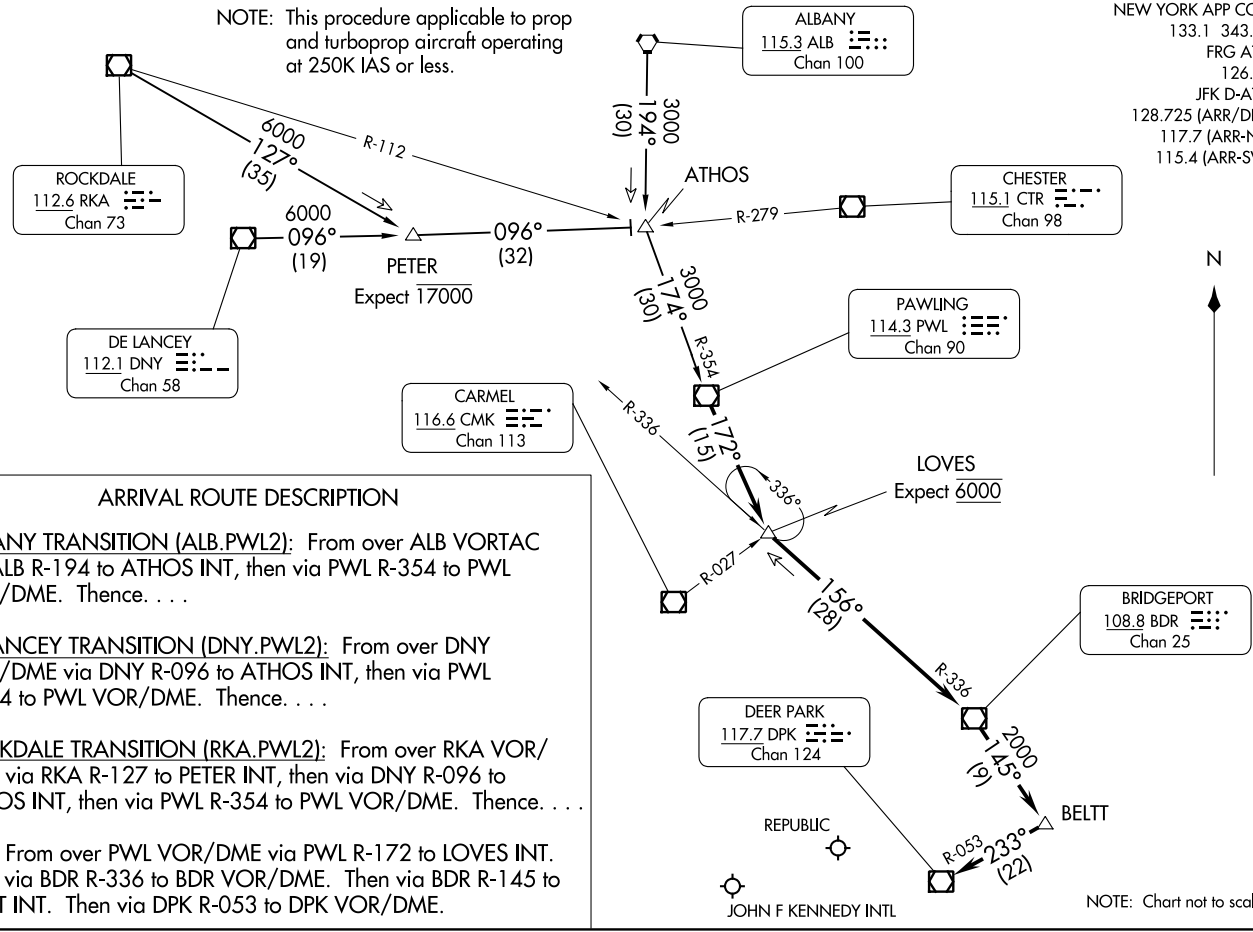 NOTE: This procedure applicable to prop
and turboprop aircraft operating
at 250K IAS or less.
ALBANY
115.3 ALB
Chan 100
NEW YORK APP CO
133.1 343.
FRG A
126.
JFK D-A
128.725 (ARR/D
117.7 (ARR-N
115.4 (ARR-S
ROCKDALE
112.6 RKA
Chan 73
6000
127°
(35)
R-112
3000
194°
(30)
ATHOS
CHESTER
115.1 CTR
Chan 98
R-279
6000
096°
(19)
PETER
Expect 17000
096°
(32)
N
DE LANCEY
112.1 DNY
Chan 58
3000
174°
(30)
R-354
PAWLING
114.3 PWL
Chan 90
CARMEL
116.6 CMK
Chan 113
R-336
172°
(15)
336°
LOVES
Expect 6000
R-027
156°
(28)
R-336
BRIDGEPORT
108.8 BDR
Chan 25
DEER PARK
117.7 DPK
Chan 124
2000
145°
(9)
BELTT
R-053
233°
(22)
REPUBLIC
JOHN F KENNEDY INTL
NOTE: Chart not to scal
ARRIVAL ROUTE DESCRIPTION
ANY TRANSITION (ALB.PWL2): From over ALB VORTAC
ALB R-194 to ATHOS INT, then via PWL R-354 to PWL
/DME. Thence. . . .
ANCEY TRANSITION (DNY.PWL2): From over DNY
/DME via DNY R-096 to ATHOS INT, then via PWL
4 to PWL VOR/DME. Thence. . . .
KDALE TRANSITION (RKA.PWL2): From over RKA VOR/
via RKA R-127 to PETER INT, then via DNY R-096 to
OS INT, then via PWL R-354 to PWL VOR/DME. Thence. . . .
From over PWL VOR/DME via PWL R-172 to LOVES INT.
via BDR R-336 to BDR VOR/DME. Then via BDR R-145 to
T INT. Then via DPK R-053 to DPK VOR/DME.